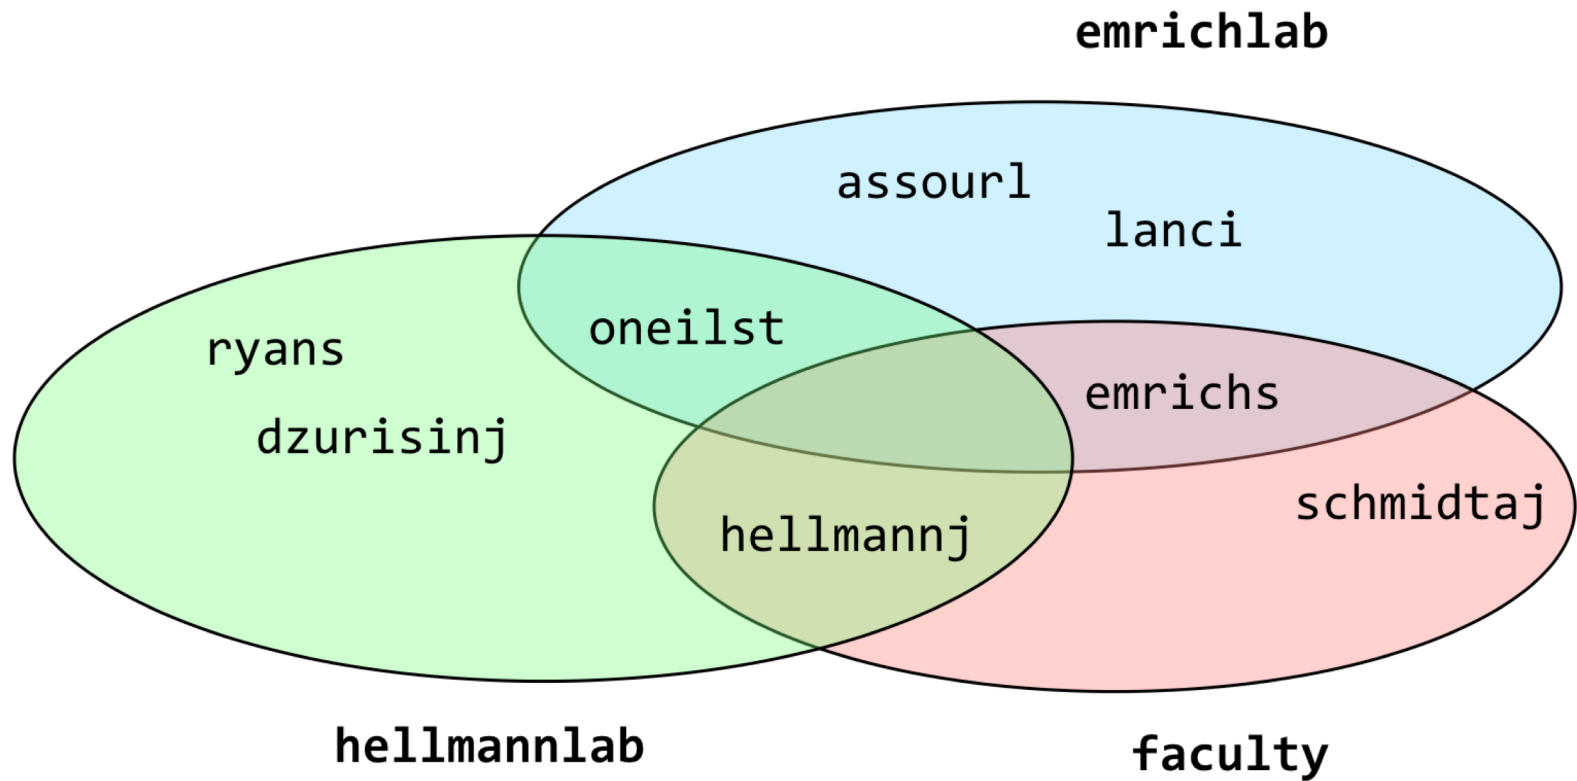 emrichlab
assourl
lanci
oneilst
ryans
emrichs
dzurisinj
schmidtaj
hellmannj
hellmannlab
faculty